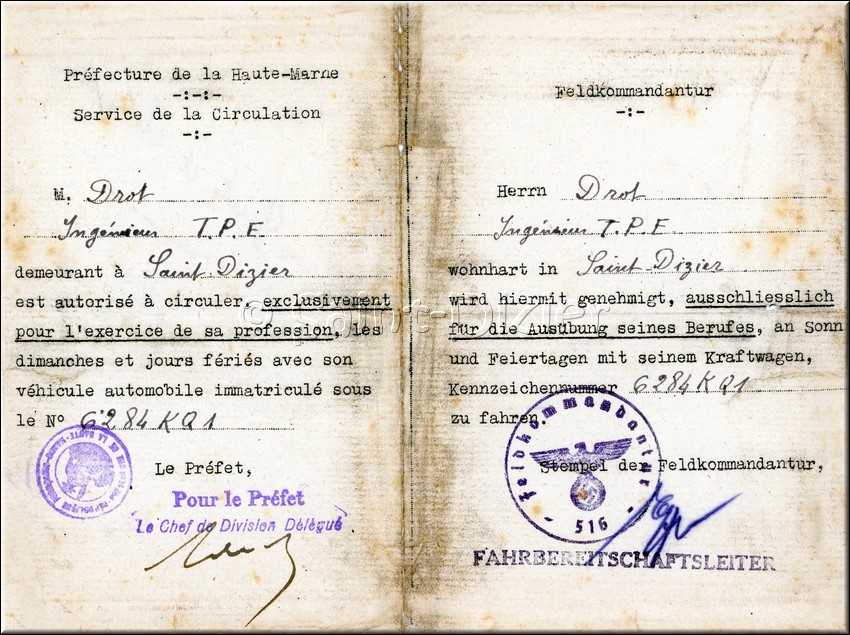 Préfecture de la Haute-Marne
-:-:-
Service de la Circulation
-:-
M. Drot
Ingénieur T.P.E
demeurant à Saint-Dizier
est autorisé à circuler, exclusivement
pour l'exercice de sa profession, les
dimanches et jours fériés avec son
véhicule automobile immatriculé sous
le N° 6284 KQ1
Le Préfet,
Pour le Préfet
Le Chef de Division Délégué
Feldkommandantur
-:-
Herrn Drot
Ingénieur T.P.E
wohnhart in Saint-Dizier
wird hiermit genehmigt, ausschliesslich
für die Ausübung seines Berufes, an Sonn
und Feiertagen mit seinem Kraftwagen,
Kennzeichennummer 6284KQ1
zu fahren.
Feldkommandantur
516
Stempel der Feldkommandantur,
FAHRBEREITSCHAFTSLEITER
© Saint-Dizier